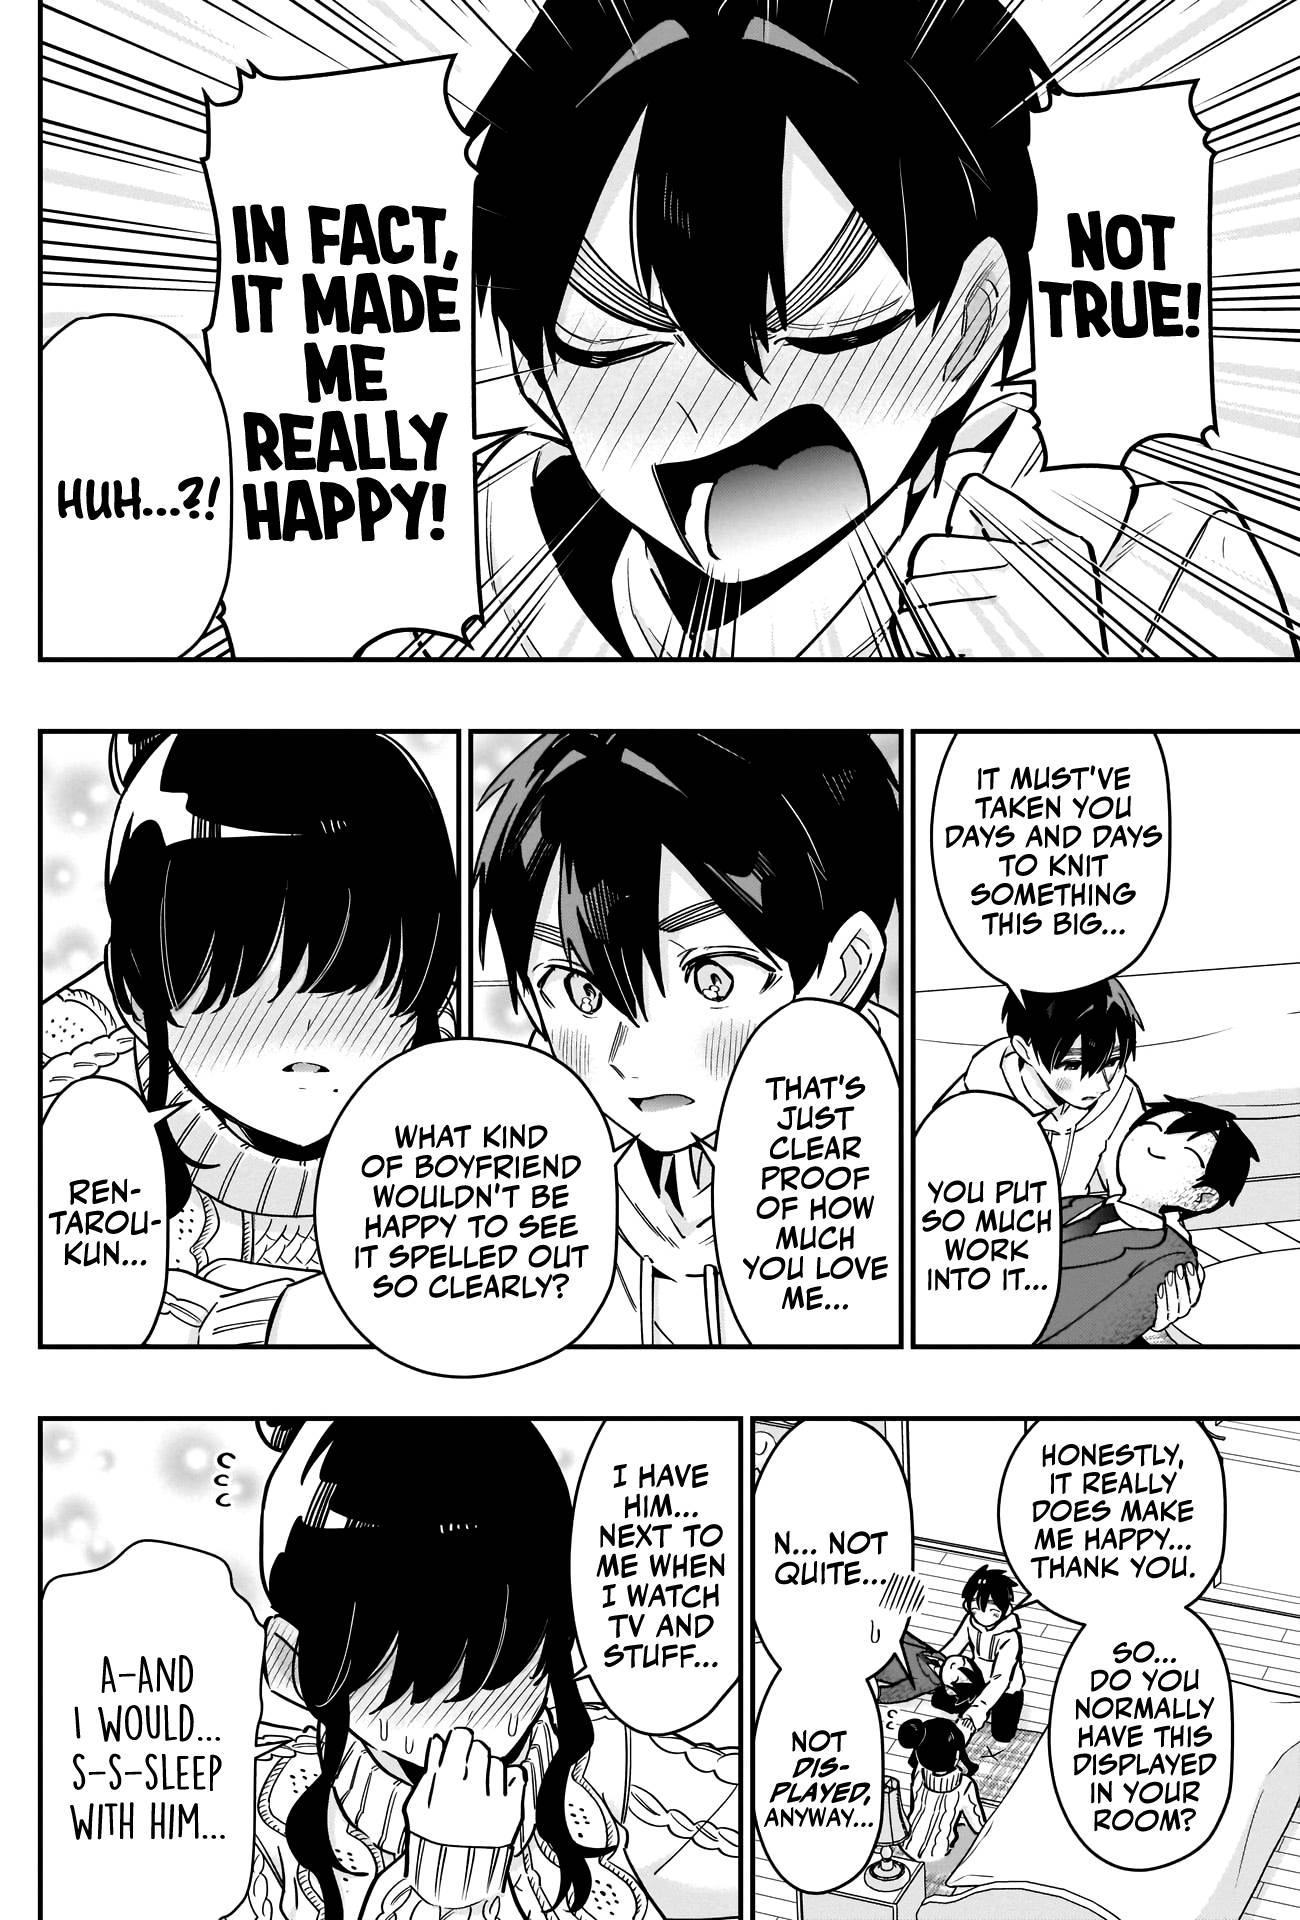 NOT
TRUE!
IN FACT,
IT MADE
ME
REALLY
HAPPY!
HUH...?!
IT MUST'VE
TAKEN YOU
DAYS AND DAYS
TO KNIT
SOMETHING
THIS BIG...
YOU PUT
SO MUCH
WORK
INTO IT...
THAT'S
JUST
CLEAR
PROOF
OF HOW
MUCH
YOU LOVE
ME...
WHAT KIND
OF BOYFRIEND
WOULDN'T BE
HAPPY TO SEE
IT SPELLED OUT
SO CLEARLY?
REN-
TAROU-
KUN...
HONESTLY,
IT REALLY
DOES MAKE
ME HAPPY...
THANK YOU.
SO...
DO YOU
NORMALLY
HAVE THIS
DISPLAYED
IN YOUR
ROOM?
N... NOT
QUITE...
NOT
DIS-
PLAYED,
ANYWAY...
I HAVE
HIM...
NEXT TO
ME WHEN
I WATCH
TV AND
STUFF...
A-AND
I WOULD...
S-S-SLEEP
WITH HIM...